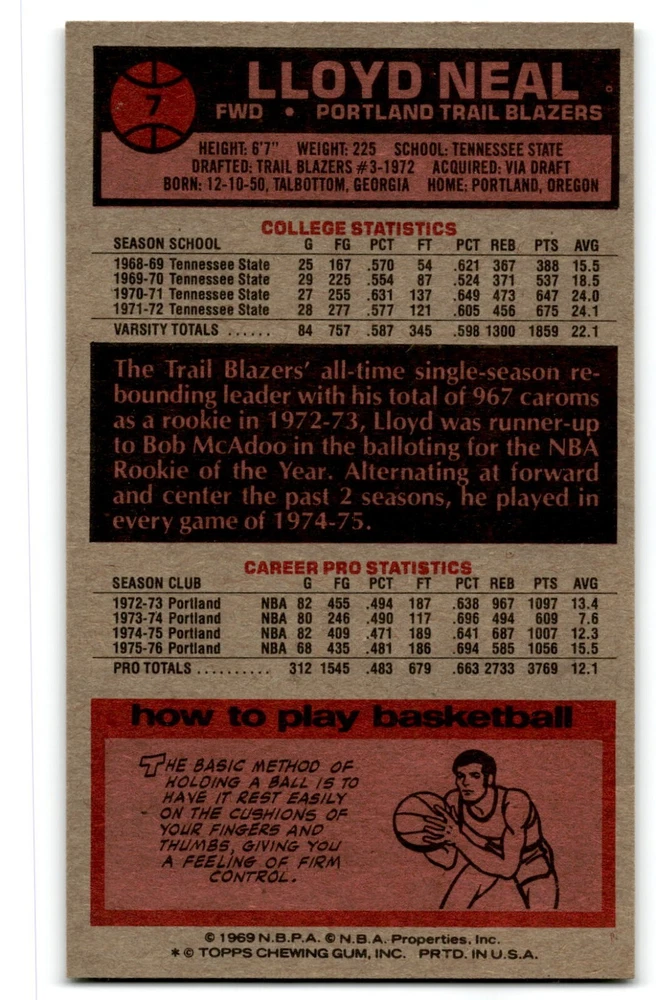 7
LLOYD NEAL
FWD • PORTLAND TRAIL BLAZERS
HEIGHT: 6'7" WEIGHT: 225 SCHOOL: TENNESSEE STATE
DRAFTED: TRAIL BLAZERS #3-1972 ACQUIRED: VIA DRAFT
BORN: 12-10-50, TALBOTTOM, GEORGIA HOME: PORTLAND, OREGON
COLLEGE STATISTICS
SEASON SCHOOL G FG PCT FT PCT REB PTS AVG
1968-69 Tennessee State 25 167 .570 54 .621 367 388 15.5
1969-70 Tennessee State 29 225 .554 87 .524 371 537 18.5
1970-71 Tennessee State 27 255 .631 137 .649 473 647 24.0
1971-72 Tennessee State 28 277 .577 121 .605 456 675 24.1
VARSITY TOTALS ...... 84 757 .587 345 .598 1300 1859 22.1
The Trail Blazers' all-time single-season re-
bounding leader with his total of 967 caroms
as a rookie in 1972-73, Lloyd was runner-up
to Bob McAdoo in the balloting for the NBA
Rookie of the Year. Alternating at forward
and center the past 2 seasons, he played in
every game of 1974-75.
CAREER PRO STATISTICS
SEASON CLUB G FG PCT FT PCT REB PTS AVG
1972-73 Portland NBA 82 455 .494 187 .638 967 1097 13.4
1973-74 Portland NBA 80 246 .490 117 .696 494 609 7.6
1974-75 Portland NBA 82 409 .471 189 .641 687 1007 12.3
1975-76 Portland NBA 68 435 .481 186 .694 585 1056 15.5
PRO TOTALS .......... 312 1545 .483 679 .663 2733 3769 12.1
how to play basketball
THE BASIC METHOD OF
HOLDING A BALL IS TO
HAVE IT REST EASILY
ON THE CUSHIONS OF
YOUR FINGERS AND
THUMBS, GIVING YOU
A FEELING OF FIRM
CONTROL.
© 1969 N.B.P.A. © N.B.A. Properties, Inc.
* © TOPPS CHEWING GUM, INC. PRTD. IN U.S.A.